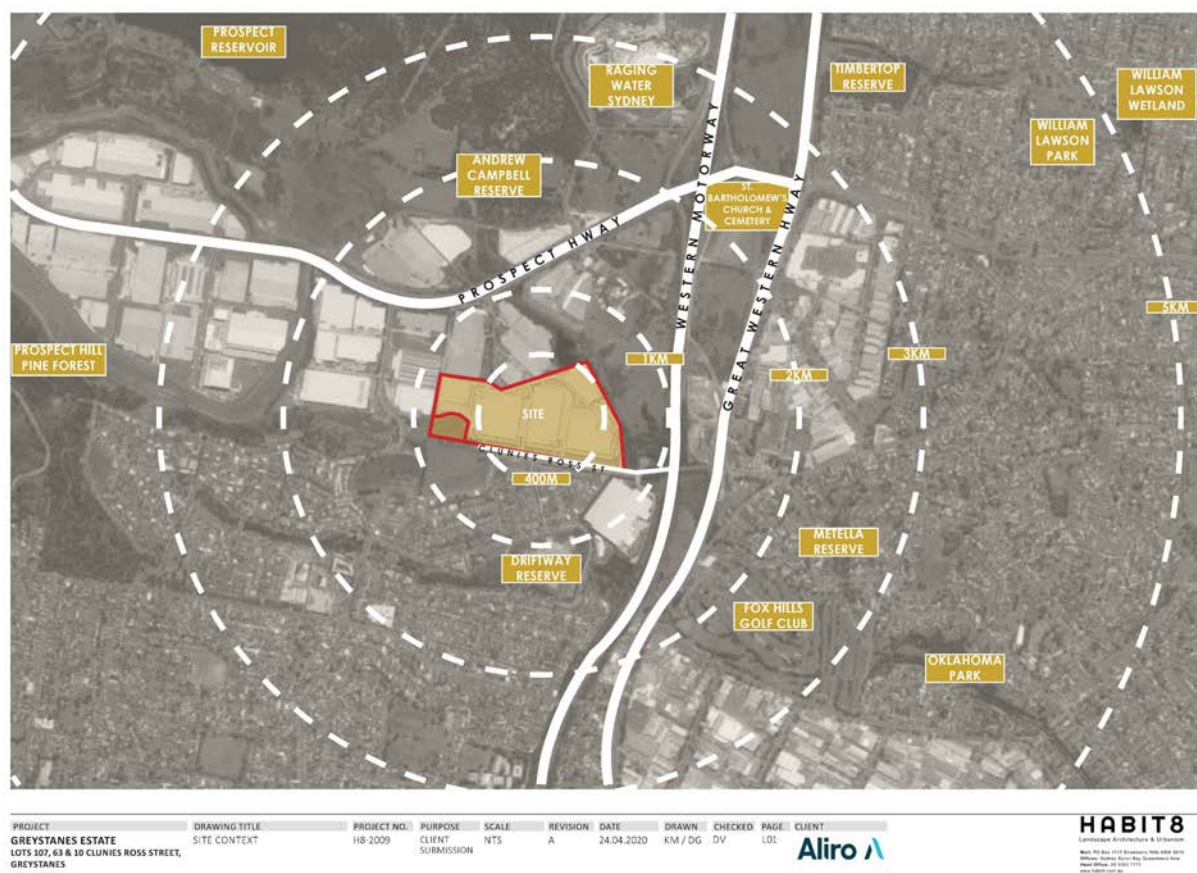 PROSPECT
RESERVOIR
RAGING
WATER
SYDNEY
TIMBERTOP
RESERVE
WILLIAM
LAWSON
WETLAND
WILLIAM
LAWSON
PARK
ANDREW
CAMPBELL
RESERVE
ST.
BARTHOLOMEW'S
CHURCH &
CEMETERY
WESTERN MOTORWAY
GREAT WESTERN HWAY
PROSPECT HWAY
PROSPECT HILL
PINE FOREST
1KM
2KM
3KM
5KM
SITE
CLUNIES ROSS ST
400M
DRIFTWAY
RESERVE
METELLA
RESERVE
FOX HILLS
GOLF CLUB
OKLAHOMA
PARK
PROJECT
GREYSTANES ESTATE
LOTS 107, 63 & 10 CLUNIES ROSS STREET,
GREYSTANES
DRAWING TITLE
SITE CONTEXT
PROJECT NO.
H8-2009
PURPOSE
CLIENT
SUBMISSION
SCALE
NTS
REVISION
A
DATE
24.04.2020
DRAWN
KM / DG
CHECKED
DV
PAGE
L01
CLIENT
Aliro
HABIT8
Landscape Architecture & Urbanism